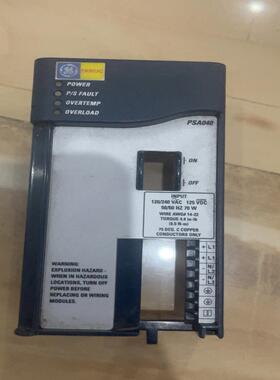 FANUC
POWER
P/S FAULT
OVERTEMP
OVERLOAD
PSA040
ON
OFF
INPUT
120/240 VAC 125 VDC
50/60 HZ 70 W
WIRE AWG# 14-22
75 DEG. C COPPER
CONDUCTORS ONLY
WARNING:
EXPLOSION HAZARD-
WHEN IN HAZARDOUS
LOCATIONS, TURN OFF
POWER BEFORE
REPLACING OR WIRING
MODULES